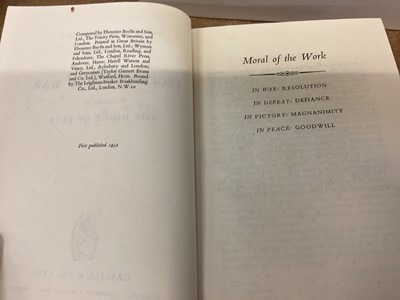 Composed by Ebenezer Baylis and Son,
Ltd., The Trinity Press, Worcester, and
London. Printed in Great Britain by
Ebenezer Baylis and Son, Ltd.; Wyman
and Sons, Ltd., London, Reading, and
Fakenham; The Chapel River Press,
Andover, Hants; Hazell Watson and
Viney, Ltd., Aylesbury and London,
and Greycaines (Taylor Garnett Evans
and Co. Ltd.), Watford, Herts. Bound
by The Leighton-Straker Bookbinding
Co., Ltd., London, N.W.10
First published 1952
Moral of the Work
IN WAR: RESOLUTION
IN DEFEAT: DEFIANCE
IN VICTORY: MAGNANIMITY
IN PEACE: GOODWILL